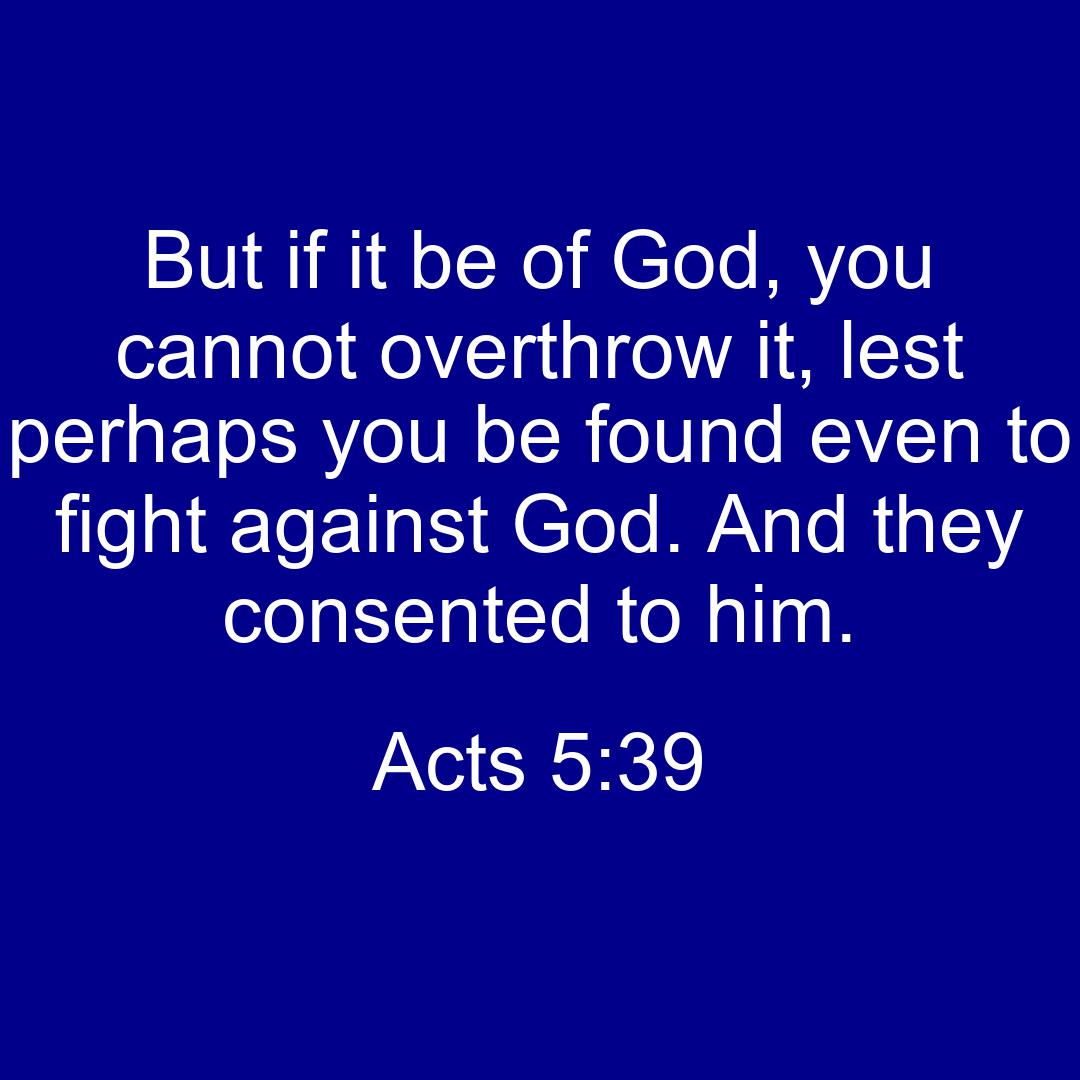 But if it be of God, you
cannot overthrow it, lest
perhaps you be found even to
fight against God. And they
consented to him.
Acts 5:39